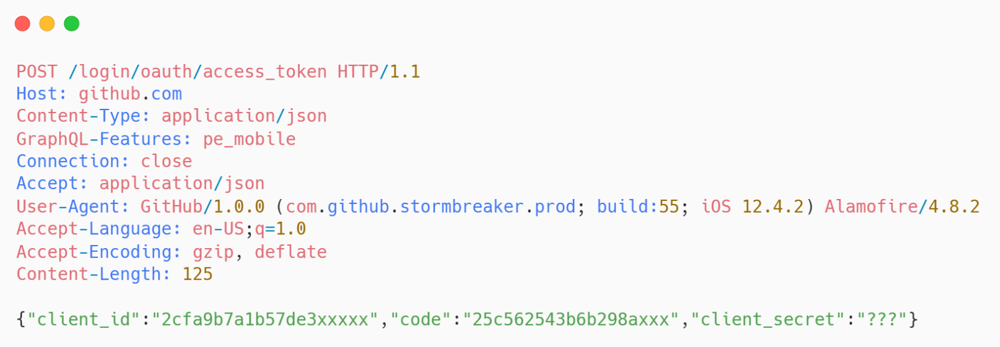 POST /login/oauth/access_token HTTP/1.1
Host: github.com
Content-Type: application/json
GraphQL-Features: pe_mobile
Connection: close
Accept: application/json
User-Agent: GitHub/1.0.0 (com.github.stormbreaker.prod; build:55; iOS 12.4.2) Alamofire/4.8.2
Accept-Language: en-US;q=1.0
Accept-Encoding: gzip, deflate
Content-Length: 125
{"client_id":"2cfa9b7a1b57de3xxxxx","code":"25c562543b6b298axxx","client_secret":"???"}